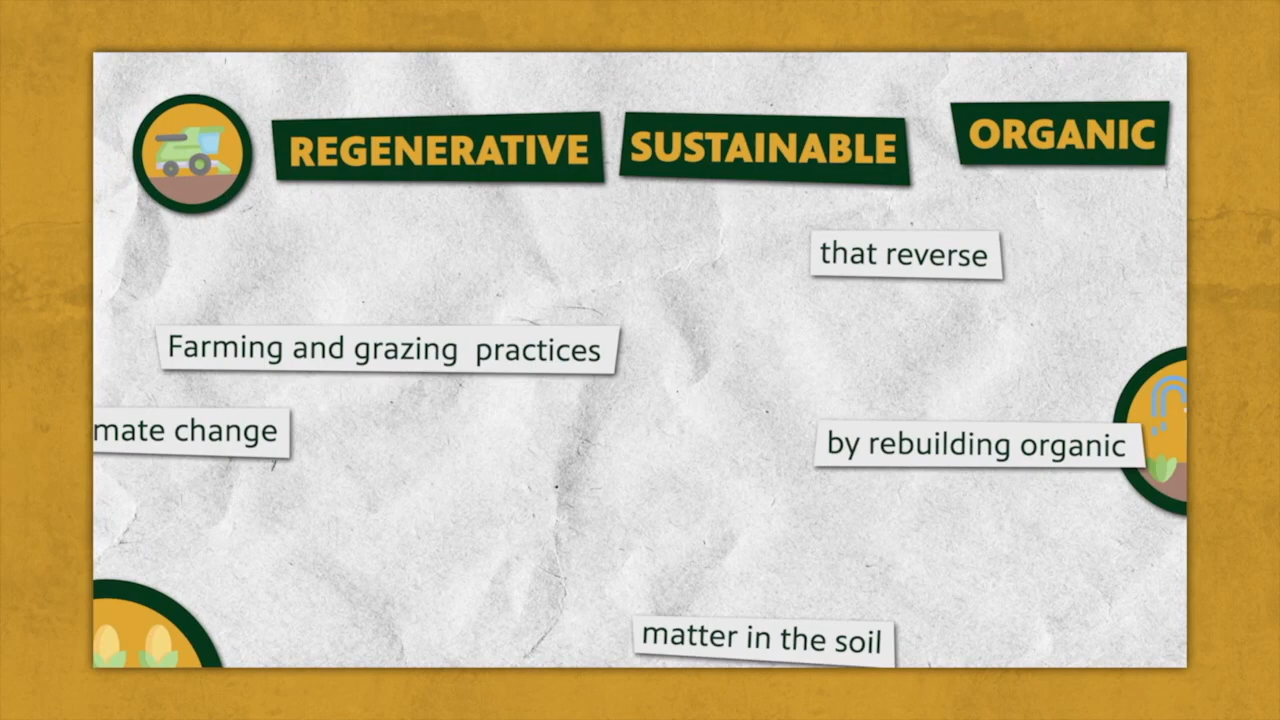 REGENERATIVE SUSTAINABLE ORGANIC
that reverse
Farming and grazing practices
mate change
by rebuilding organic
matter in the soil